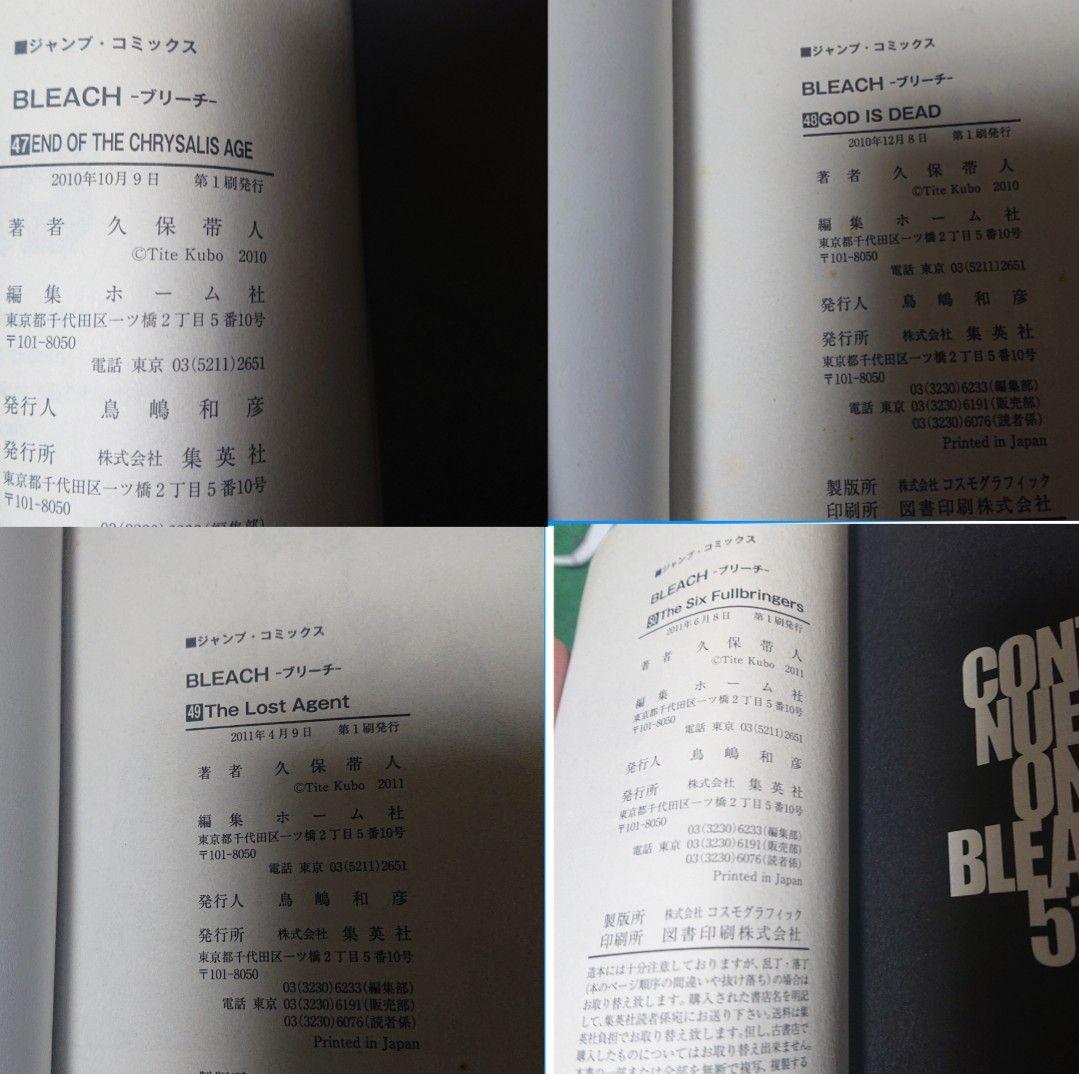 ■ジャンプ・コミックス
BLEACH -ブリーチ-
47 END OF THE CHRYSALIS AGE
2010年10月9日 第1刷発行
著者 久保帯人
©Tite Kubo 2010
編集 ホーム社
東京都千代田区一ツ橋2丁目5番10号
〒101-8050
電話 東京 03(5211)2651
発行人 鳥嶋和彦
発行所 株式会社 集英社
東京都千代田区一ツ橋2丁目5番10号
〒101-8050
03(3230)6233(編集部)
■ジャンプ・コミックス
BLEACH -ブリーチ-
48 GOD IS DEAD
2010年12月8日 第1刷発行
著者 久保帯人
©Tite Kubo 2010
編集 ホーム社
東京都千代田区一ツ橋2丁目5番10号
〒101-8050
電話 東京 03(5211)2651
発行人 鳥嶋和彦
発行所 株式会社 集英社
東京都千代田区一ツ橋2丁目5番10号
〒101-8050
03(3230)6233(編集部)
電話 東京 03(3230)6191(販売部)
03(3230)6076(読者係)
Printed in Japan
製版所 株式会社 コスモグラフィック
印刷所 図書印刷株式会社
■ジャンプ・コミックス
BLEACH -ブリーチ-
49 The Lost Agent
2011年4月9日 第1刷発行
著者 久保帯人
©Tite Kubo 2011
編集 ホーム社
東京都千代田区一ツ橋2丁目5番10号
〒101-8050
電話 東京 03(5211)2651
発行人 鳥嶋和彦
発行所 株式会社 集英社
東京都千代田区一ツ橋2丁目5番10号
〒101-8050
03(3230)6233(編集部)
電話 東京 03(3230)6191(販売部)
03(3230)6076(読者係)
Printed in Japan
■ジャンプ・コミックス
BLEACH -ブリーチ-
50 The Six Fullbringers
2011年6月8日 第1刷発行
著者 久保帯人
©Tite Kubo 2011
編集 ホーム社
東京都千代田区一ツ橋2丁目5番10号
〒101-8050
電話 東京 03(5211)2651
発行人 鳥嶋和彦
発行所 株式会社 集英社
東京都千代田区一ツ橋2丁目5番10号
〒101-8050
03(3230)6233(編集部)
電話 東京 03(3230)6191(販売部)
03(3230)6076(読者係)
Printed in Japan
製版所 株式会社 コスモグラフィック
印刷所 図書印刷株式会社
造本には十分注意しておりますが、乱丁・落丁
(本のページ順序の間違いや抜け落ち)の場合は
お取り替え致します。購入された書店名を明記
して、集英社読者係宛にお送り下さい。送料は集
英社負担でお取り替え致します。但し、古書店で
購入したものについてはお取り替え出来ません。
本書の一部または全部を無断で複写、複製する
CONT
NUE
ON
BLEA
51